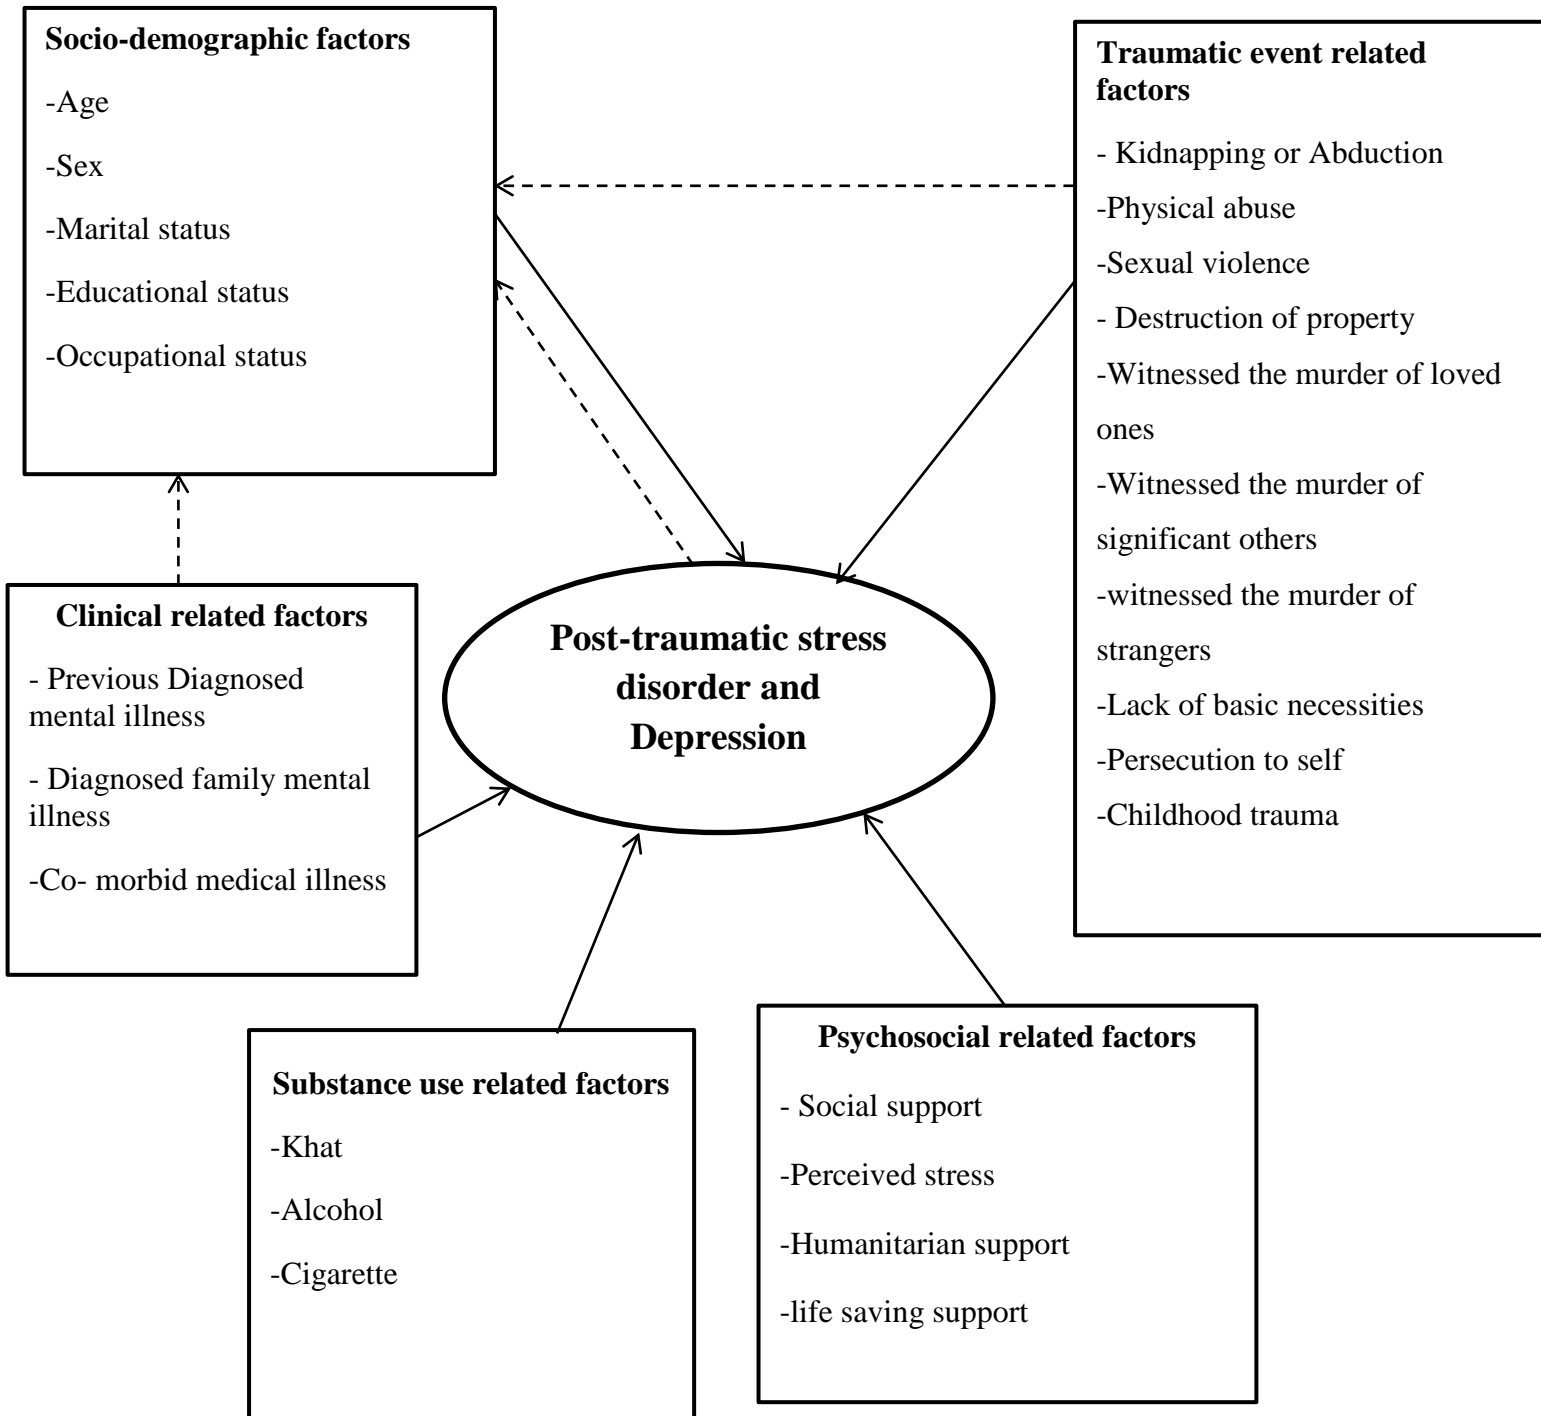 Socio-demographic factors
-Age
-Sex
-Marital status
-Educational status
-Occupational status
Traumatic event related
factors
- Kidnapping or Abduction
-Physical abuse
-Sexual violence
- Destruction of property
-Witnessed the murder of loved
ones
-Witnessed the murder of
significant others
-witnessed the murder of
strangers
-Lack of basic necessities
-Persecution to self
-Childhood trauma
Clinical related factors
- Previous Diagnosed
mental illness
- Diagnosed family mental
illness
-Co- morbid medical illness
Post-traumatic stress
disorder and
Depression
Substance use related factors
-Khat
-Alcohol
-Cigarette
Psychosocial related factors
- Social support
-Perceived stress
-Humanitarian support
-life saving support